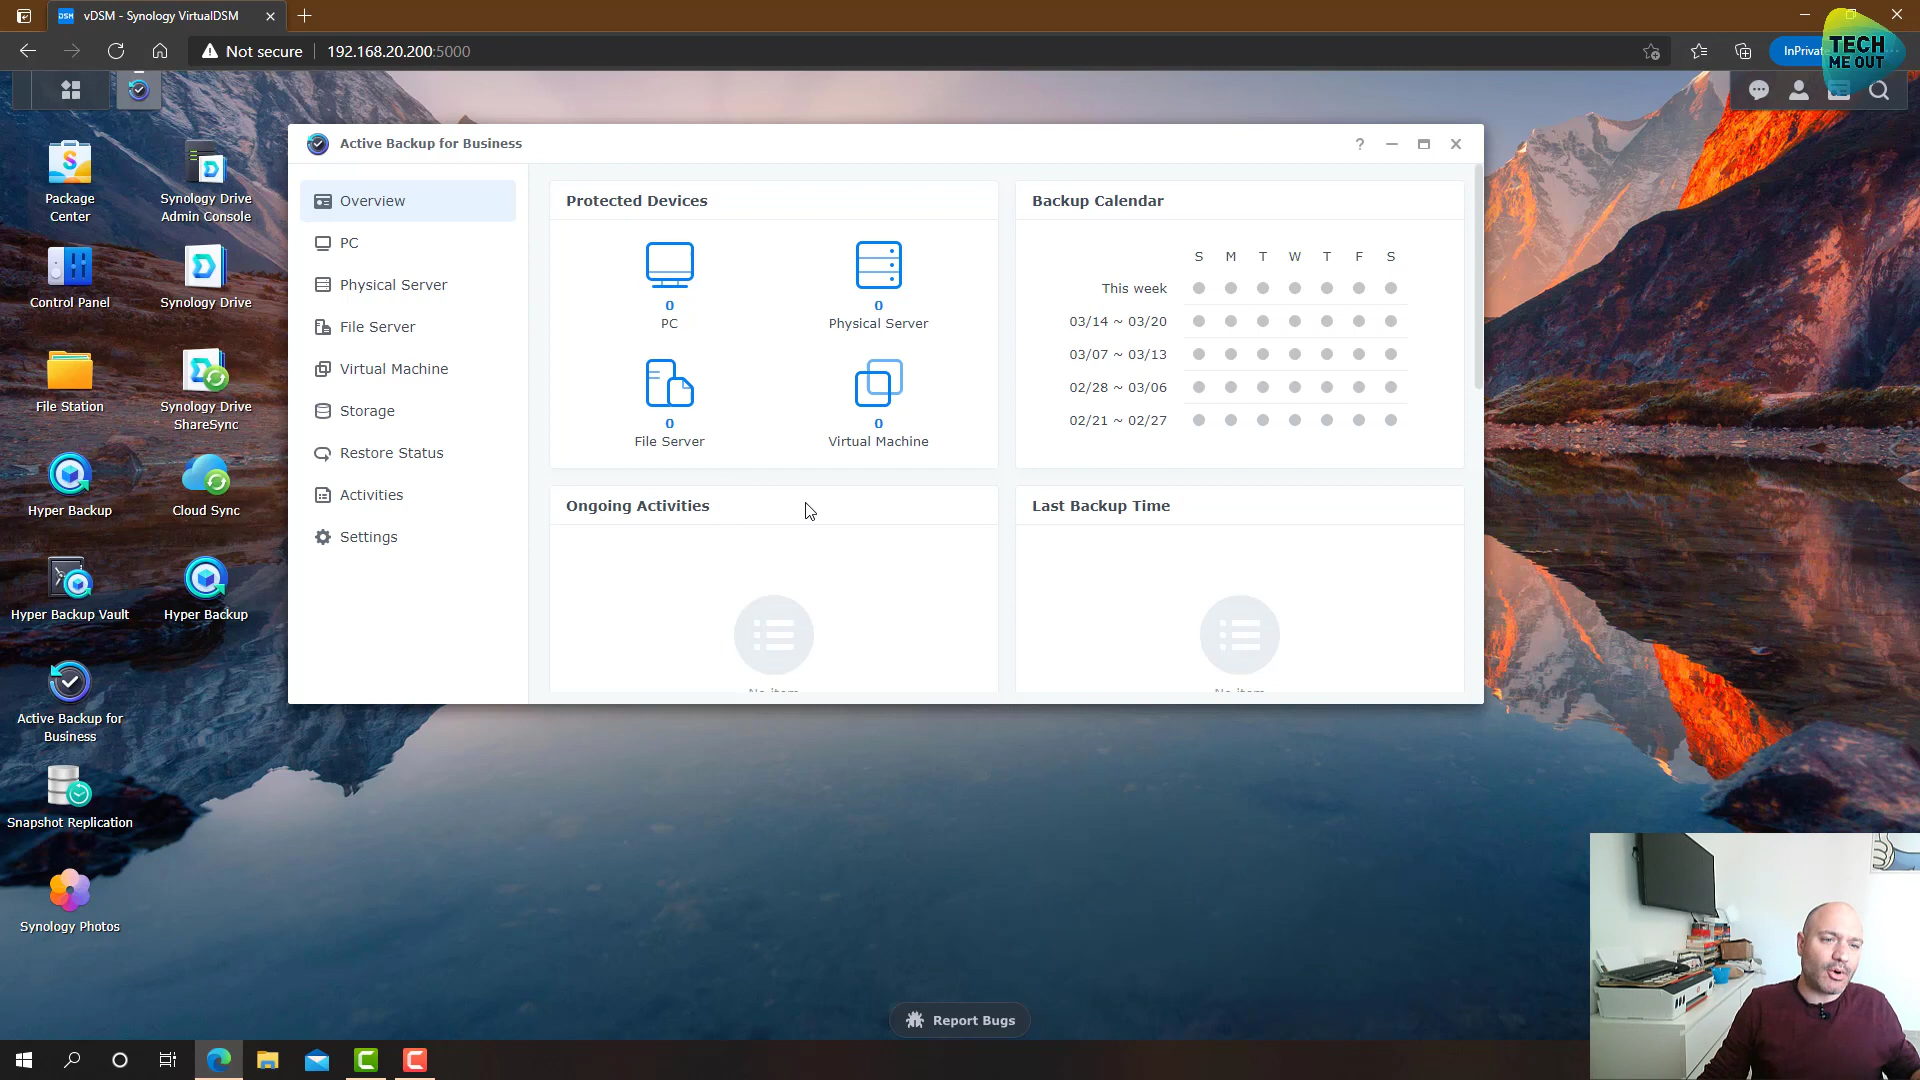 vDSM - Synology VirtualDSM
Not secure
192.168.20.200:5000
InPrivate
TECH
ME OUT
Package
Center
Synology Drive
Admin Console
Control Panel
Synology Drive
File Station
Synology Drive
ShareSync
Hyper Backup
Cloud Sync
Hyper Backup Vault
Hyper Backup
Active Backup for
Business
Snapshot Replication
Synology Photos
Active Backup for Business
Overview
PC
Physical Server
File Server
Virtual Machine
Storage
Restore Status
Activities
Settings
Protected Devices
0
PC
0
Physical Server
0
File Server
0
Virtual Machine
Backup Calendar
S M T W T F S
This week
03/14 ~ 03/20
03/07 ~ 03/13
02/28 ~ 03/06
02/21 ~ 02/27
Ongoing Activities
No item
Last Backup Time
No item
Report Bugs